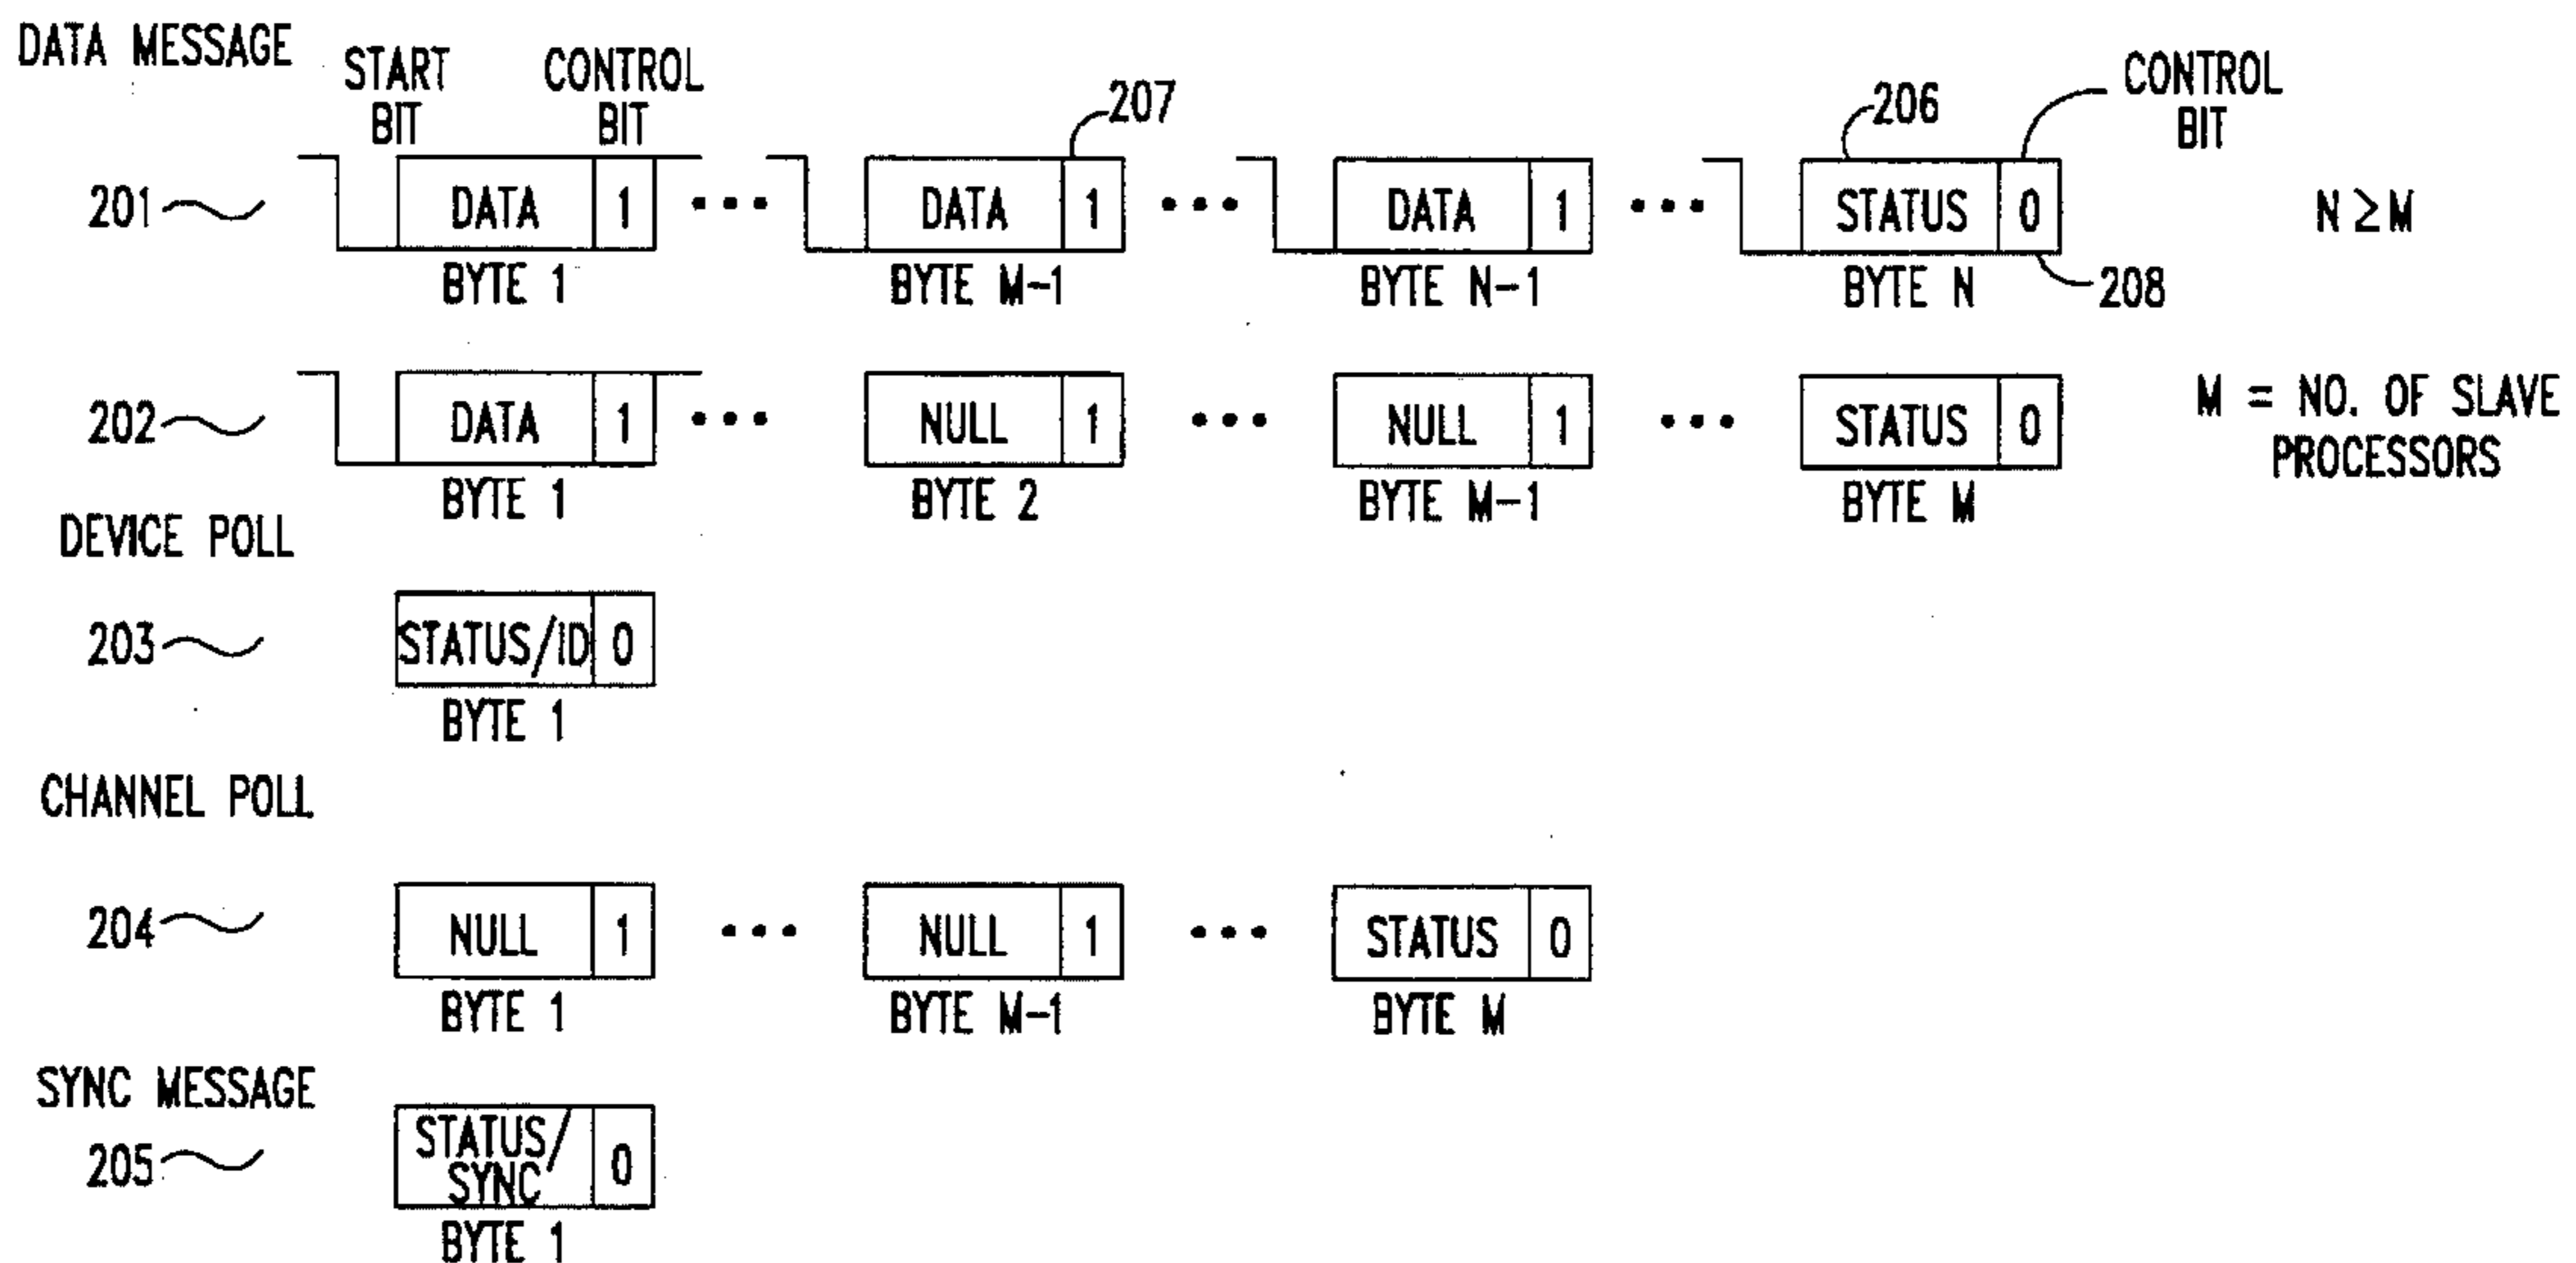 DATA MESSAGE
START BIT
CONTROL BIT
207
206
CONTROL BIT
201
DATA 1
DATA 1
DATA 1
STATUS 0
N ≥ M
BYTE 1
BYTE M-1
BYTE N-1
BYTE N
208
202
DATA 1
NULL 1
NULL 1
STATUS 0
M = NO. OF SLAVE
PROCESSORS
BYTE 1
BYTE 2
BYTE M-1
BYTE M
DEVICE POLL
203
STATUS/ID 0
BYTE 1
CHANNEL POLL
204
NULL 1
NULL 1
STATUS 0
BYTE 1
BYTE M-1
BYTE M
SYNC MESSAGE
205
STATUS/
SYNC 0
BYTE 1